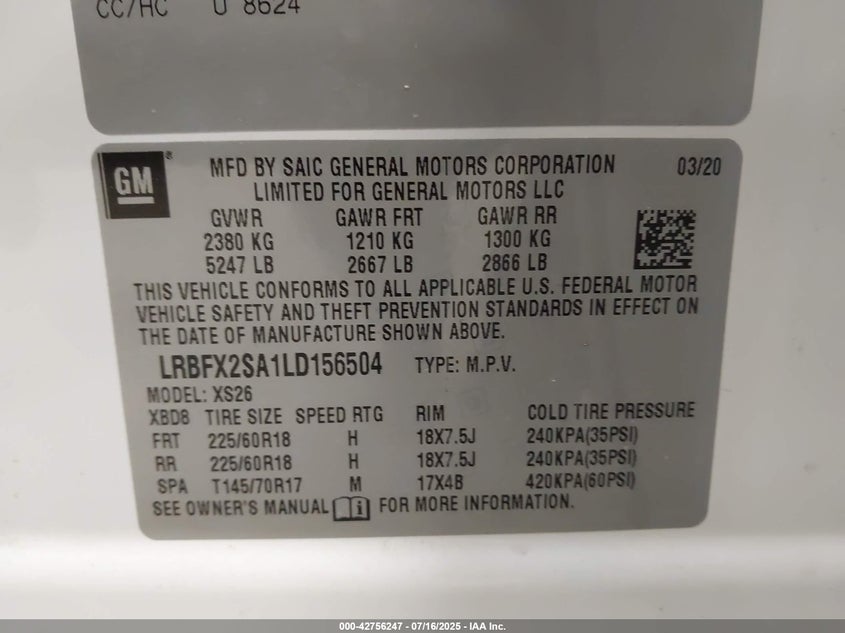 CC/HC U 8624
GM
MFD BY SAIC GENERAL MOTORS CORPORATION 03/20
LIMITED FOR GENERAL MOTORS LLC
GVWR GAWR FRT GAWR RR
2380 KG 1210 KG 1300 KG
5247 LB 2667 LB 2866 LB
THIS VEHICLE CONFORMS TO ALL APPLICABLE U.S. FEDERAL MOTOR
VEHICLE SAFETY AND THEFT PREVENTION STANDARDS IN EFFECT ON
THE DATE OF MANUFACTURE SHOWN ABOVE.
LRBFX2SA1LD156504 TYPE: M.P.V.
MODEL: XS26
XBD8 TIRE SIZE SPEED RTG RIM COLD TIRE PRESSURE
FRT 225/60R18 H 18X7.5J 240KPA(35PSI)
RR 225/60R18 H 18X7.5J 240KPA(35PSI)
SPA T145/70R17 M 17X4B 420KPA(60PSI)
SEE OWNER'S MANUAL i FOR MORE INFORMATION.
000-42756247 - 07/16/2025 - IAA Inc.